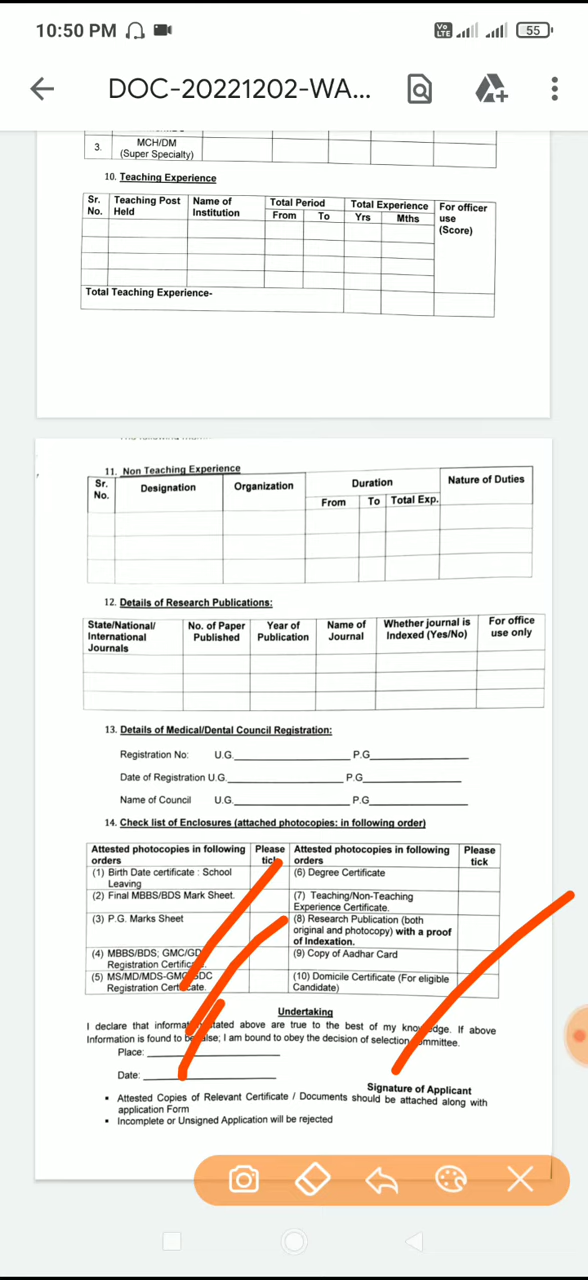 10:50 PM
Vo LTE
55
DOC-20221202-WA...
3. MCH/DM
(Super Specialty)
10. Teaching Experience
Sr. Teaching Post Name of Total Period Total Experience For officer
No. Held Institution From To Yrs Mths use
(Score)
Total Teaching Experience-
11. Non Teaching Experience
Sr. Designation Organization Duration Nature of Duties
No. From To Total Exp.
12. Details of Research Publications:
State/National/ No. of Paper Year of Name of Whether journal is For office
International Published Publication Journal Indexed (Yes/No) use only
Journals
13. Details of Medical/Dental Council Registration:
Registration No: U.G. P.G
Date of Registration U.G. P.G
Name of Council U.G. P.G
14. Check list of Enclosures (attached photocopies: in following order)
Attested photocopies in following Please Attested photocopies in following Please
orders tick orders tick
(1) Birth Date certificate : School (6) Degree Certificate
Leaving
(2) Final MBBS/BDS Mark Sheet. (7) Teaching/Non-Teaching
Experience Certificate.
(3) P.G. Marks Sheet (8) Research Publication (both
original and photocopy) with a proof
of Indexation.
(4) MBBS/BDS; GMC/GD (9) Copy of Aadhar Card
Registration
(5) MS/MD/MDS-GMC/GDC (10) Domicile Certificate (For eligible
Registration Certificate. Candidate)
Undertaking
I declare that information stated above are true to the best of my knowledge. If above
Information is found to be false; I am bound to obey the decision of selection committee.
Place:
Date:
Signature of Applicant
• Attested Copies of Relevant Certificate / Documents should be attached along with
application Form
• Incomplete or Unsigned Application will be rejected